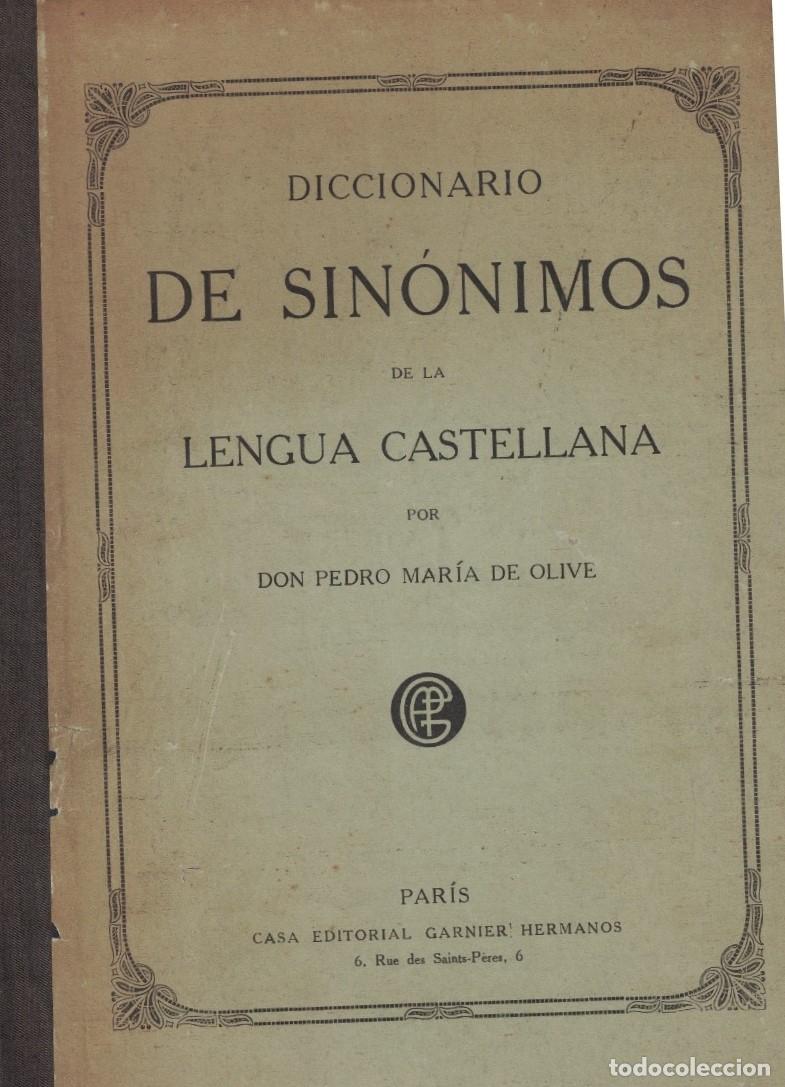 DICCIONARIO
DE SINÓNIMOS
DE LA
LENGUA CASTELLANA
POR
DON PEDRO MARÍA DE OLIVE
PARÍS
CASA EDITORIAL GARNIER HERMANOS
6, Rue des Saints-Pères, 6
todocoleccion